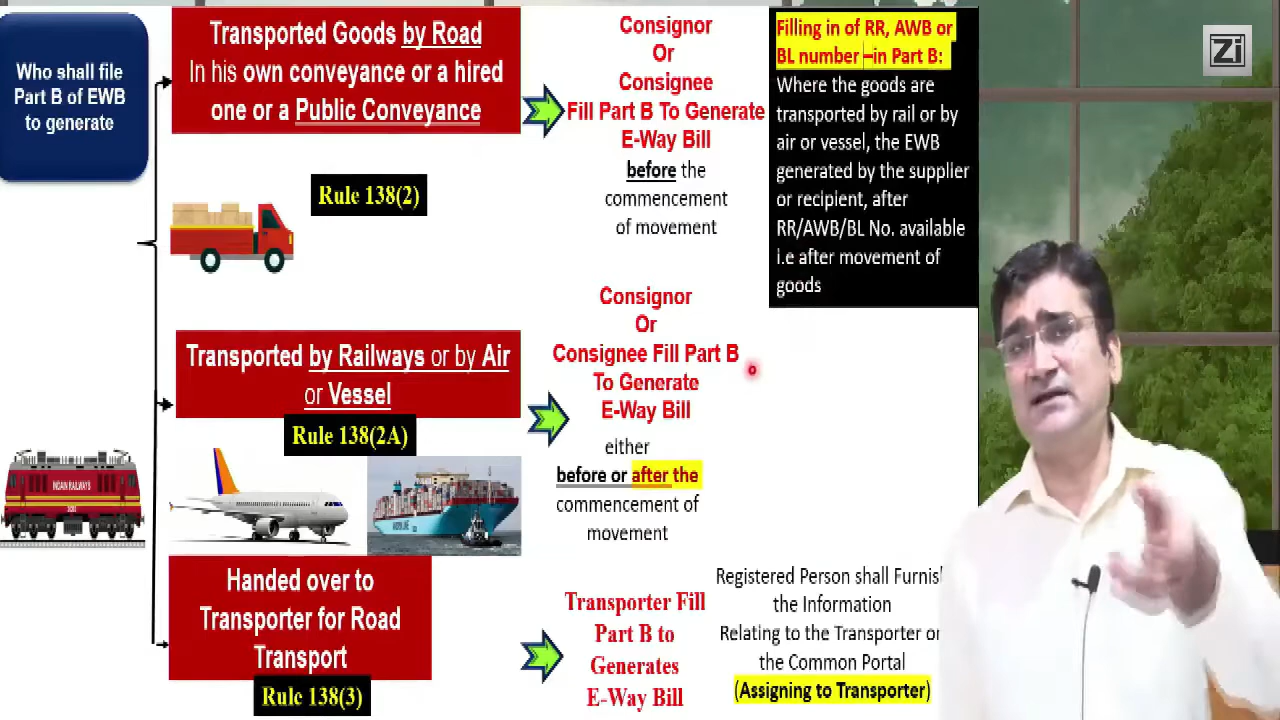 Who shall file
Part B of EWB
to generate
Transported Goods by Road
In his own conveyance or a hired
one or a Public Conveyance
Rule 138(2)
Consignor
Or
Consignee
Fill Part B To Generate
E-Way Bill
before the
commencement
of movement
Filling in of RR, AWB or
BL number –in Part B:
Where the goods are
transported by rail or by
air or vessel, the EWB
generated by the supplier
or recipient, after
RR/AWB/BL No. available
i.e after movement of
goods
Zi
Transported by Railways or by Air
or Vessel
Rule 138(2A)
Consignor
Or
Consignee Fill Part B
To Generate
E-Way Bill
either
before or after the
commencement of
movement
Handed over to
Transporter for Road
Transport
Rule 138(3)
Transporter Fill
Part B to
Generates
E-Way Bill
Registered Person shall Furnis
the Information
Relating to the Transporter or
the Common Portal
(Assigning to Transporter)